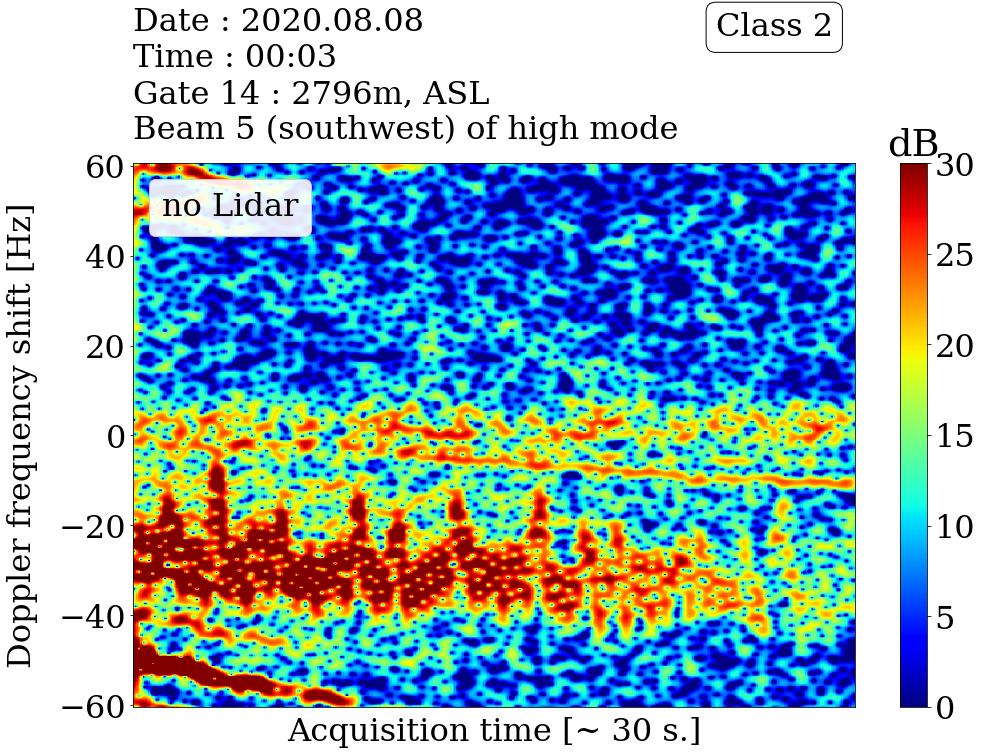 Date : 2020.08.08
Time : 00:03
Gate 14 : 2796m, ASL
Beam 5 (southwest) of high mode
Class 2
dB
no Lidar
Doppler frequency shift [Hz]
60
40
20
0
−20
−40
−60
30
25
20
15
10
5
0
Acquisition time [~ 30 s.]